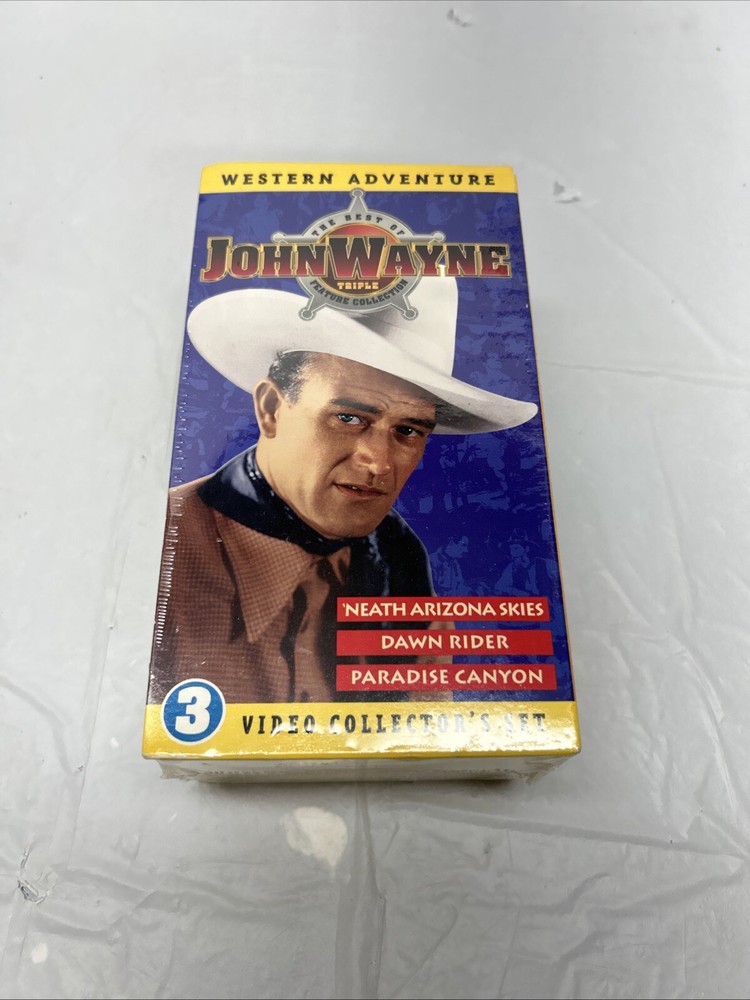 WESTERN ADVENTURE
THE BEST OF
JOHN WAYNE
TRIPLE
FEATURE COLLECTION
'NEATH ARIZONA SKIES
DAWN RIDER
PARADISE CANYON
3 VIDEO COLLECTOR'S SET